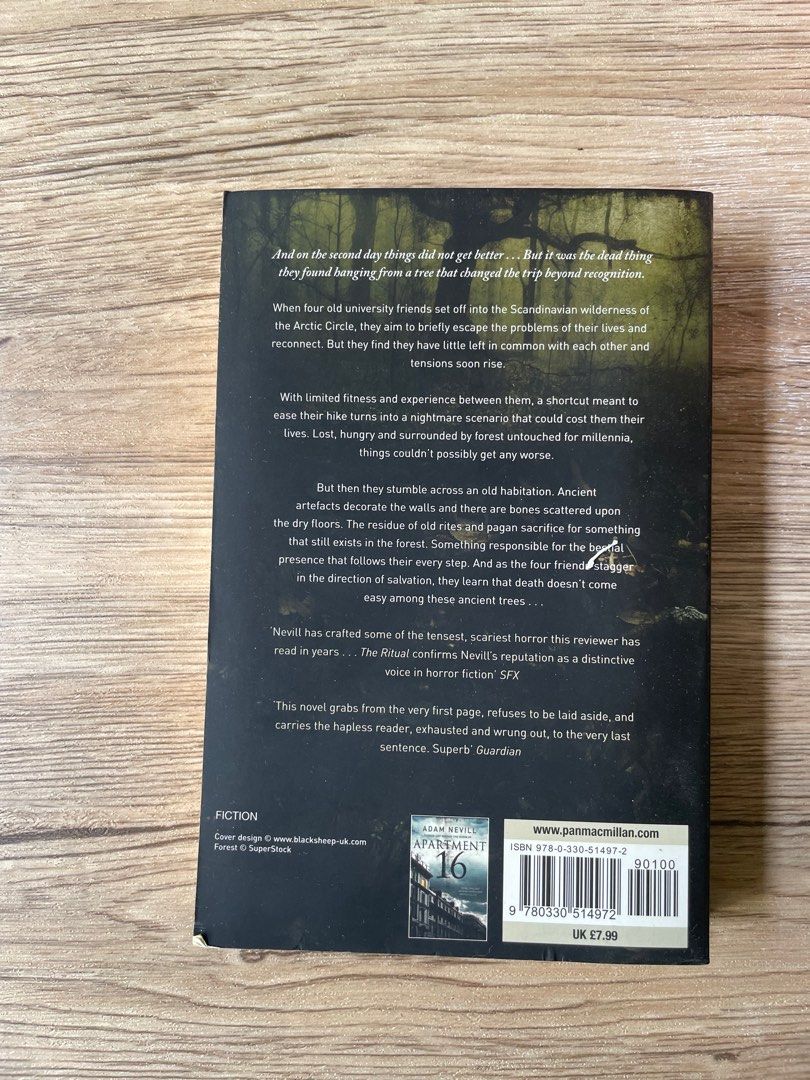 And on the second day things did not get better . . . But it was the dead thing
they found hanging from a tree that changed the trip beyond recognition.
When four old university friends set off into the Scandinavian wilderness of
the Arctic Circle, they aim to briefly escape the problems of their lives and
reconnect. But they find they have little left in common with each other and
tensions soon rise.
With limited fitness and experience between them, a shortcut meant to
ease their hike turns into a nightmare scenario that could cost them their
lives. Lost, hungry and surrounded by forest untouched for millennia,
things couldn't possibly get any worse.
But then they stumble across an old habitation. Ancient
artefacts decorate the walls and there are bones scattered upon
the dry floors. The residue of old rites and pagan sacrifice for something
that still exists in the forest. Something responsible for the bestial
presence that follows their every step. And as the four friends stagger
in the direction of salvation, they learn that death doesn't come
easy among these ancient trees . . .
'Nevill has crafted some of the tensest, scariest horror this reviewer has
read in years . . . The Ritual confirms Nevill's reputation as a distinctive
voice in horror fiction' SFX
'This novel grabs from the very first page, refuses to be laid aside, and
carries the hapless reader, exhausted and wrung out, to the very last
sentence. Superb' Guardian
FICTION
Cover design © www.blacksheep-uk.com
Forest © SuperStock
ADAM NEVILL
APARTMENT
16
www.panmacmillan.com
ISBN 978-0-330-51497-2
90100
9 780330 514972
UK £7.99